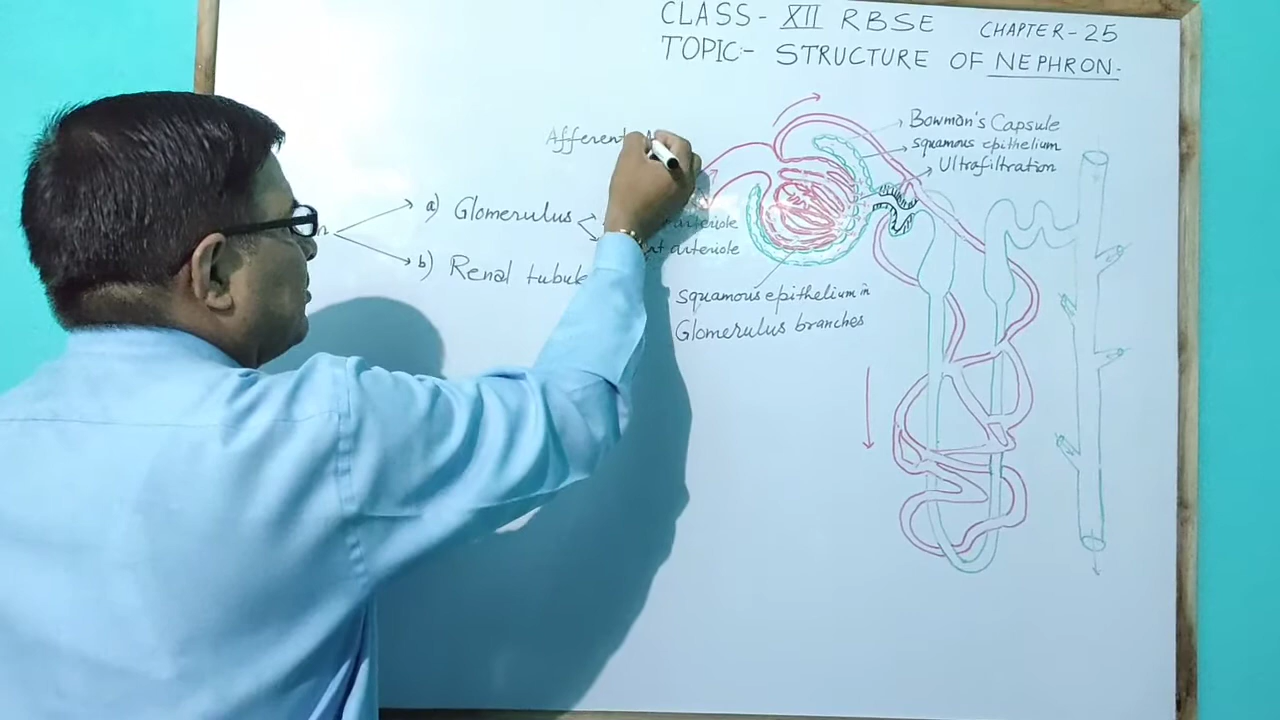 CLASS- XII RBSE CHAPTER-25
TOPIC:- STRUCTURE OF NEPHRON.
Afferent A
Bowman's Capsule
squamous epithelium
Ultrafiltration
a) Glomerulus
arteriole
arteriole
b) Renal tubule
squamous epithelium in
Glomerulus branches